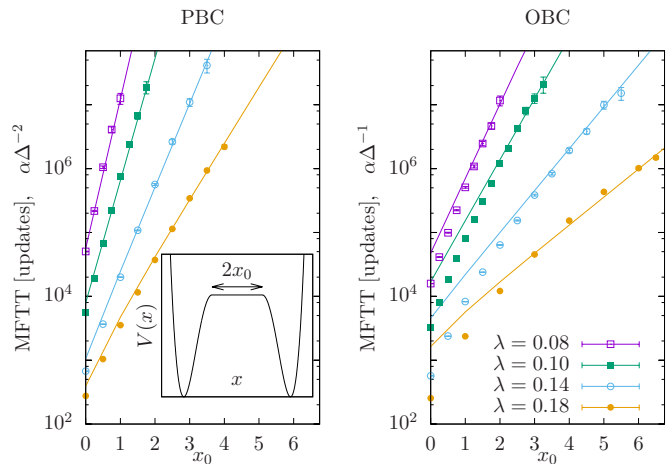 PBC
OBC
MFTT [updates], αΔ⁻²
10⁶
10⁴
10²
0 1 2 3 4 5 6
x₀
2x₀
V(x)
x
MFTT [updates], αΔ⁻¹
10⁶
10⁴
10²
0 1 2 3 4 5 6
x₀
λ = 0.08
λ = 0.10
λ = 0.14
λ = 0.18